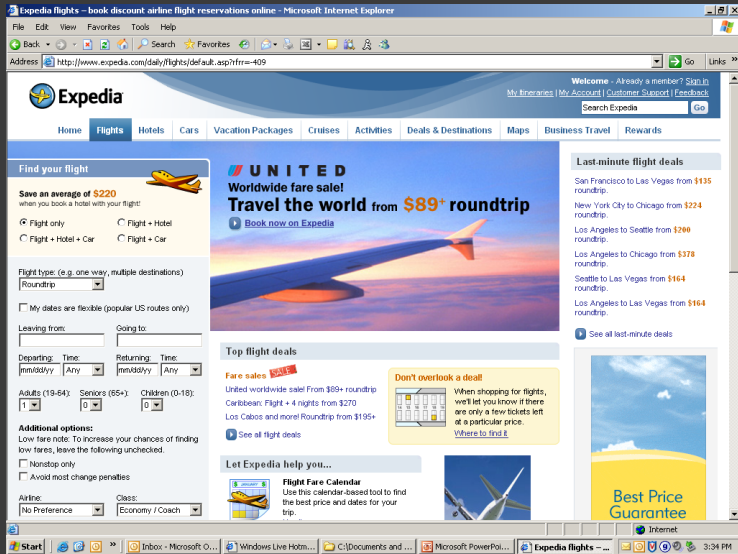 Expedia flights – book discount airline flight reservations online - Microsoft Internet Explorer
File Edit View Favorites Tools Help
Back Search Favorites
Address http://www.expedia.com/daily/flights/default.asp?rfrr=-409 Go Links »
Expedia
Welcome - Already a member? Sign in
My Itineraries | My Account | Customer Support | Feedback
Search Expedia Go
Home Flights Hotels Cars Vacation Packages Cruises Activities Deals & Destinations Maps Business Travel Rewards
Find your flight
Save an average of $220
when you book a hotel with your flight!
Flight only Flight + Hotel
Flight + Hotel + Car Flight + Car
Flight type: (e.g. one way, multiple destinations)
Roundtrip
My dates are flexible (popular US routes only)
Leaving from: Going to:
Departing: Time: Returning: Time:
mm/dd/yy Any mm/dd/yy Any
Adults (19-64): Seniors (65+): Children (0-18):
1 0 0
Additional options:
Low fare note: To increase your chances of finding
low fares, leave the following unchecked.
Nonstop only
Avoid most change penalties
Airline: Class:
No Preference Economy / Coach
UNITED
Worldwide fare sale!
Travel the world from $89+ roundtrip
Book now on Expedia
Top flight deals
Fare sales SALE
United worldwide sale! From $89+ roundtrip
Caribbean: Flight + 4 nights from $270
Los Cabos and more! Roundtrip from $195+
See all flight deals
Don't overlook a deal!
When shopping for flights,
we'll let you know if there
are only a few tickets left
at a particular price.
Where to find it
Let Expedia help you...
JANUARY
Flight Fare Calendar
Use this calendar-based tool to find
the best price and dates for your
trip.
Last-minute flight deals
San Francisco to Las Vegas from $135
roundtrip.
New York City to Chicago from $224
roundtrip.
Los Angeles to Seattle from $200
roundtrip.
Los Angeles to Chicago from $378
roundtrip.
Seattle to Las Vegas from $164
roundtrip.
Los Angeles to Las Vegas from $164
roundtrip.
See all last-minute deals
Best Price
Guarantee
Internet
Start » Inbox - Microsoft O... Windows Live Hotm... C:\Documents and ... Microsoft PowerPoi... Expedia flights – ... 3:34 PM